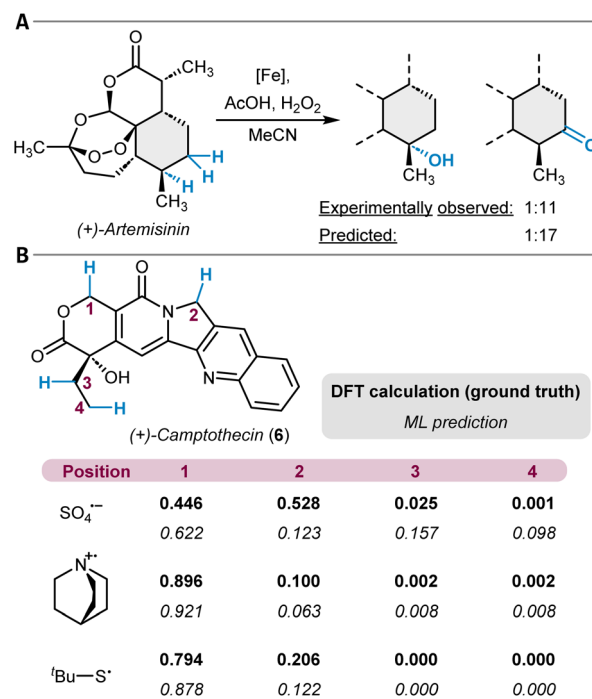 A
O
O
CH₃
[Fe],
AcOH, H₂O₂
MeCN
O
O
H₃C
O
O
H
H
H
CH₃
(+)-Artemisinin
OH
CH₃
O
CH₃
Experimentally observed: 1:11
Predicted: 1:17
B
H
O
H
1
O
N
2
O
3
OH
N
H
4
H
(+)-Camptothecin (6)
DFT calculation (ground truth)
ML prediction
Position 1 2 3 4
SO₄•− 0.446 0.528 0.025 0.001
0.622 0.123 0.157 0.098
N+• 0.896 0.100 0.002 0.002
0.921 0.063 0.008 0.008
tBu—S• 0.794 0.206 0.000 0.000
0.878 0.122 0.000 0.000